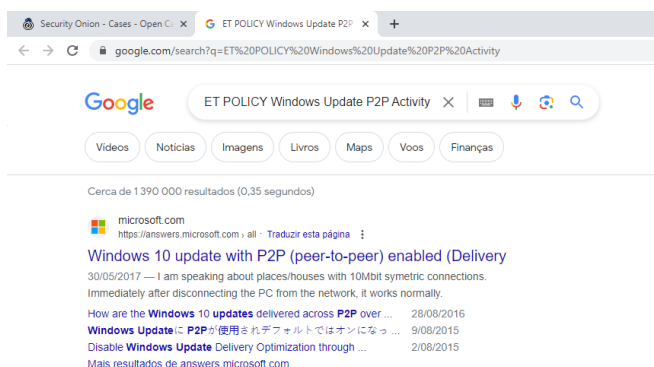 Security Onion - Cases - Open C
ET POLICY Windows Update P2P
google.com/search?q=ET%20POLICY%20Windows%20Update%20P2P%20Activity
Google
ET POLICY Windows Update P2P Activity
Vídeos
Notícias
Imagens
Livros
Maps
Voos
Finanças
Cerca de 1 390 000 resultados (0,35 segundos)
microsoft.com
https://answers.microsoft.com › all · Traduzir esta página
Windows 10 update with P2P (peer-to-peer) enabled (Delivery
30/05/2017 — I am speaking about places/houses with 10Mbit symetric connections.
Immediately after disconnecting the PC from the network, it works normally.
How are the Windows 10 updates delivered across P2P over ... 28/08/2016
Windows Updateに P2Pが使用されデフォルトではオンになっ ... 9/08/2015
Disable Windows Update Delivery Optimization through ... 2/08/2015
Mais resultados de answers.microsoft.com